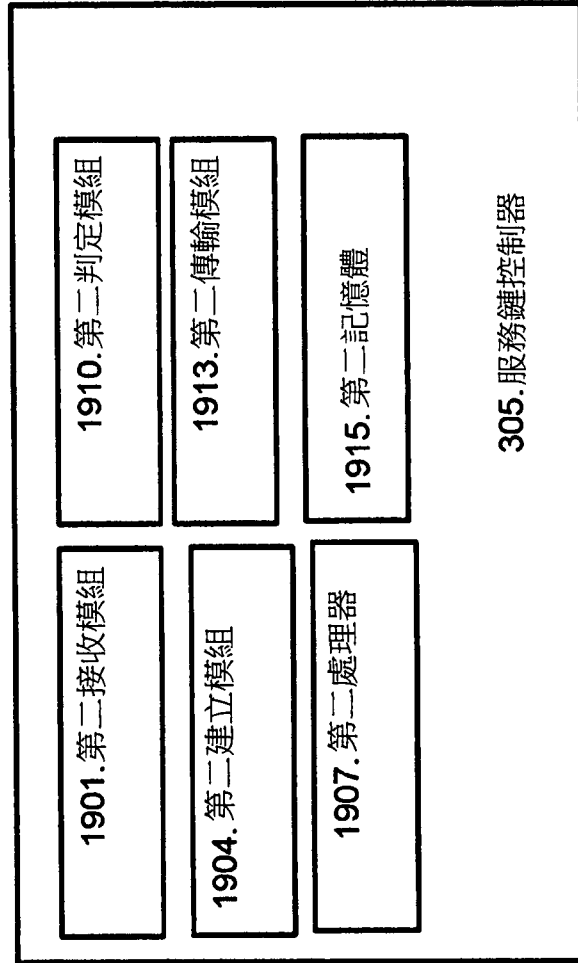 1901.第二接收模組
1910.第二判定模組
1904.第二建立模組
1913.第二傳輸模組
1907.第二處理器
1915.第二記憶體
305.服務鏈控制器